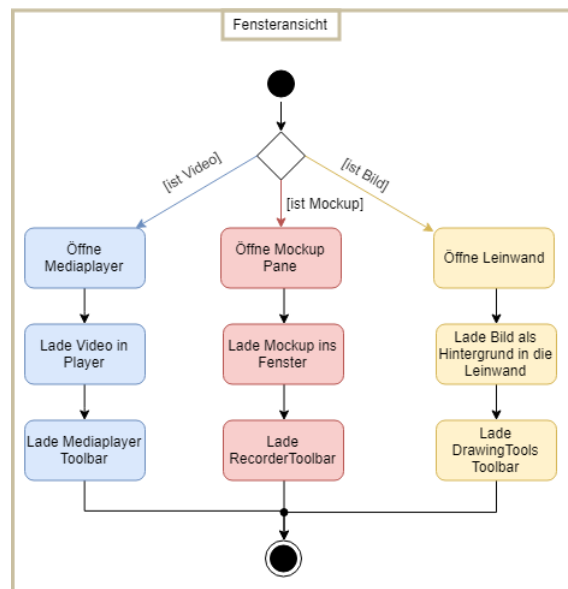 Fensteransicht
[ist Video]
[ist Bild]
[ist Mockup]
Öffne
Mediaplayer
Öffne Mockup
Pane
Öffne Leinwand
Lade Video in
Player
Lade Mockup ins
Fenster
Lade Bild als
Hintergrund in die
Leinwand
Lade Mediaplayer
Toolbar
Lade
RecorderToolbar
Lade
DrawingTools
Toolbar